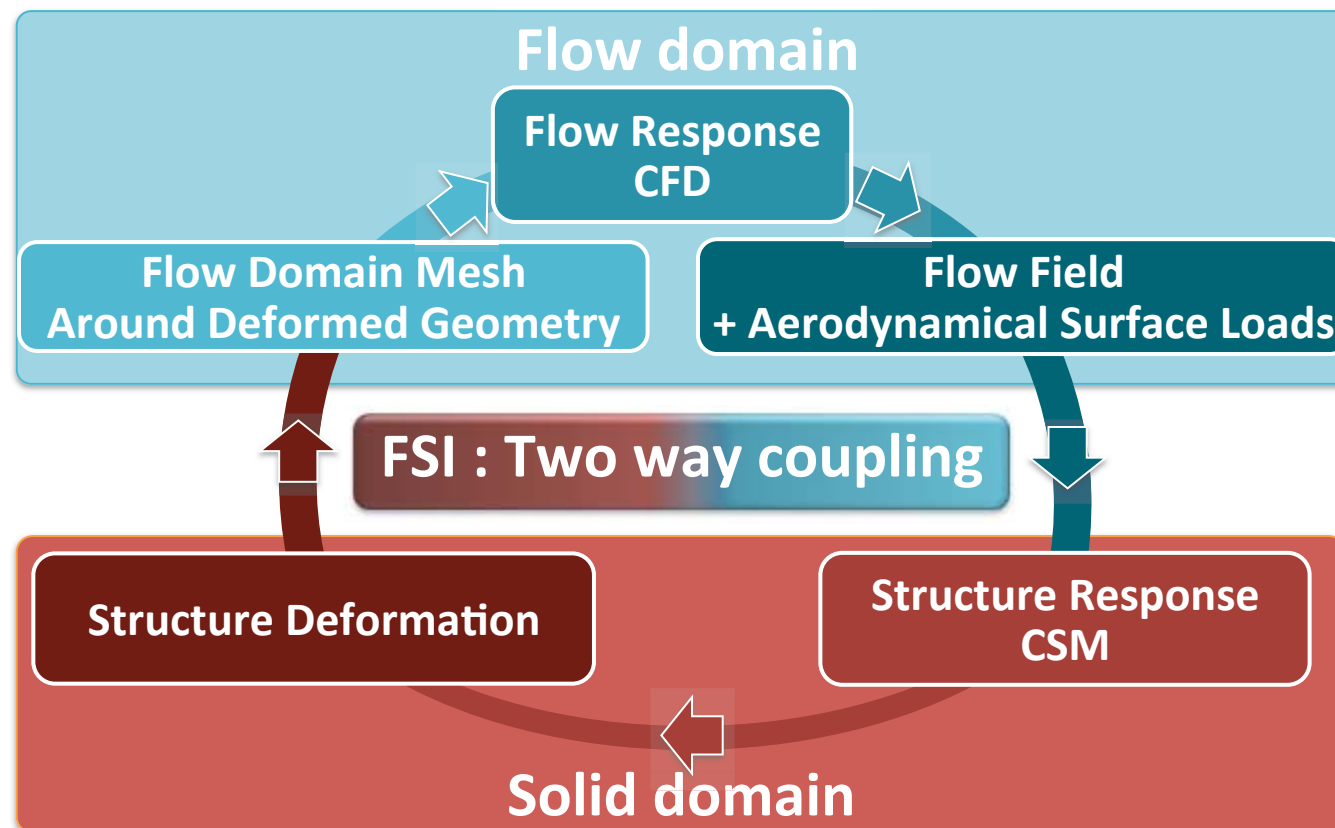 Flow domain
Flow Response
CFD
Flow Domain Mesh
Around Deformed Geometry
Flow Field
+ Aerodynamical Surface Loads
FSI : Two way coupling
Structure Deformation
Structure Response
CSM
Solid domain